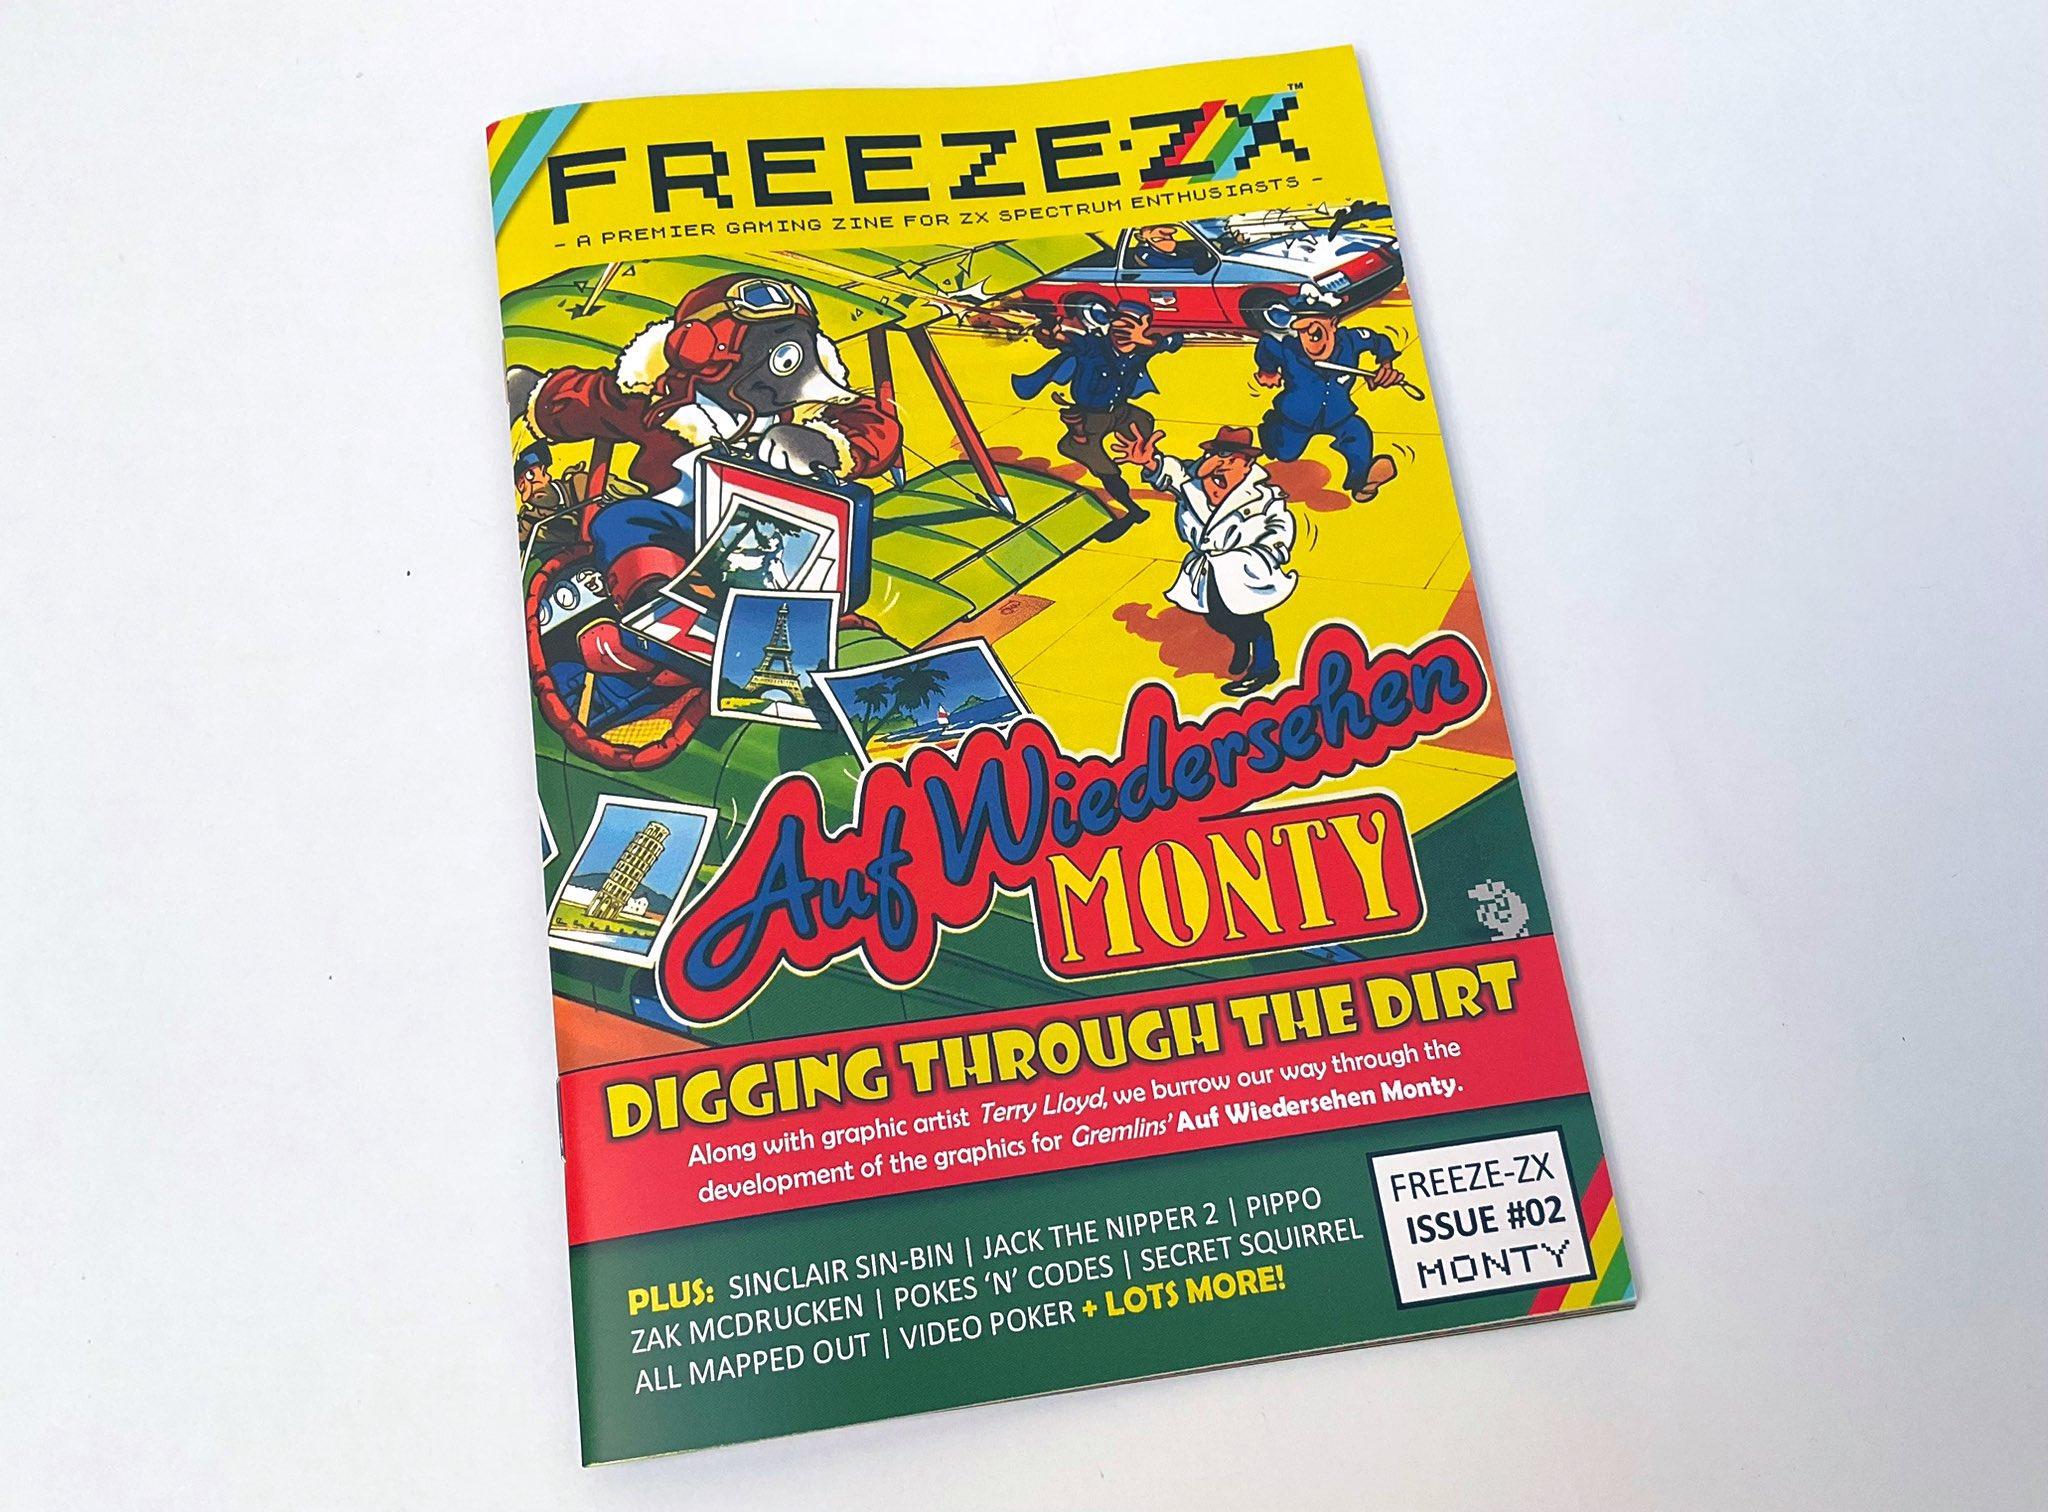 FREEZE·ZX™
- A PREMIER GAMING ZINE FOR ZX SPECTRUM ENTHUSIASTS -
Auf Wiedersehen
MONTY
DIGGING THROUGH THE DIRT
Along with graphic artist Terry Lloyd, we burrow our way through the
development of the graphics for Gremlins' Auf Wiedersehen Monty.
PLUS: SINCLAIR SIN-BIN | JACK THE NIPPER 2 | PIPPO
ZAK MCDRUCKEN | POKES ‘N’ CODES | SECRET SQUIRREL
ALL MAPPED OUT | VIDEO POKER + LOTS MORE!
FREEZE-ZX
ISSUE #02
MONTY